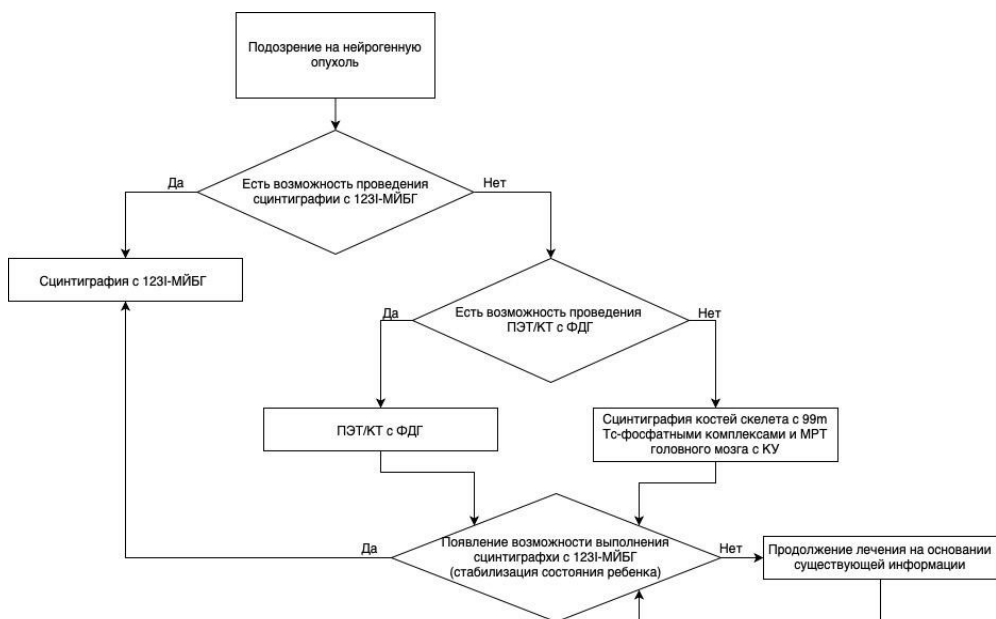 Подозрение на нейрогенную
опухоль
Да
Есть возможность проведения
сцинтиграфии с 123I-МЙБГ
Нет
Сцинтиграфия с 123I-МЙБГ
Да
Есть возможность проведения
ПЭТ/КТ с ФДГ
Нет
ПЭТ/КТ с ФДГ
Сцинтиграфия костей скелета с 99m
Тс-фосфатными комплексами и МРТ
головного мозга с КУ
Да
Появление возможности выполнения
сцинтиграфхи с 123I-МЙБГ
(стабилизация состояния ребенка)
Нет
Продолжение лечения на основании
существующей информации